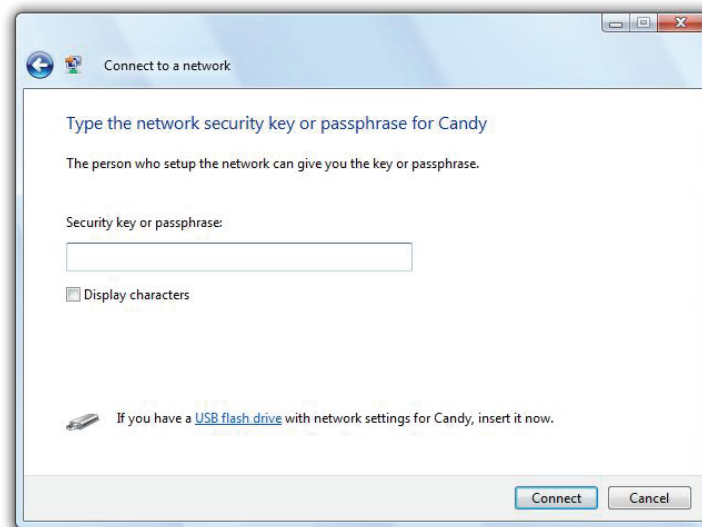 Connect to a network
Type the network security key or passphrase for Candy
The person who setup the network can give you the key or passphrase.
Security key or passphrase:
Display characters
If you have a USB flash drive with network settings for Candy, insert it now.
Connect Cancel